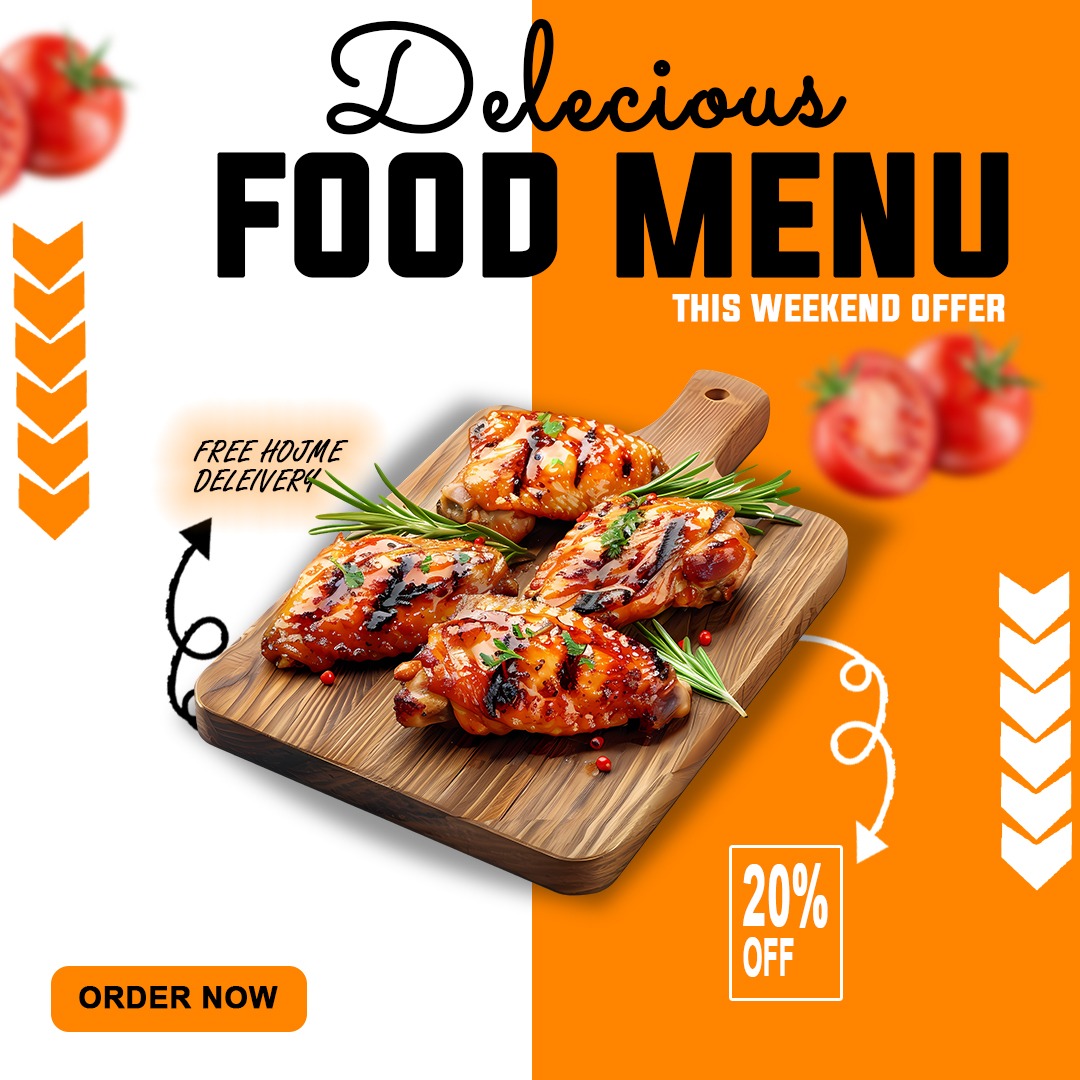 Delecious
FOOD MENU
THIS WEEKEND OFFER
FREE HOJME
DELEIVERY
20%
OFF
ORDER NOW